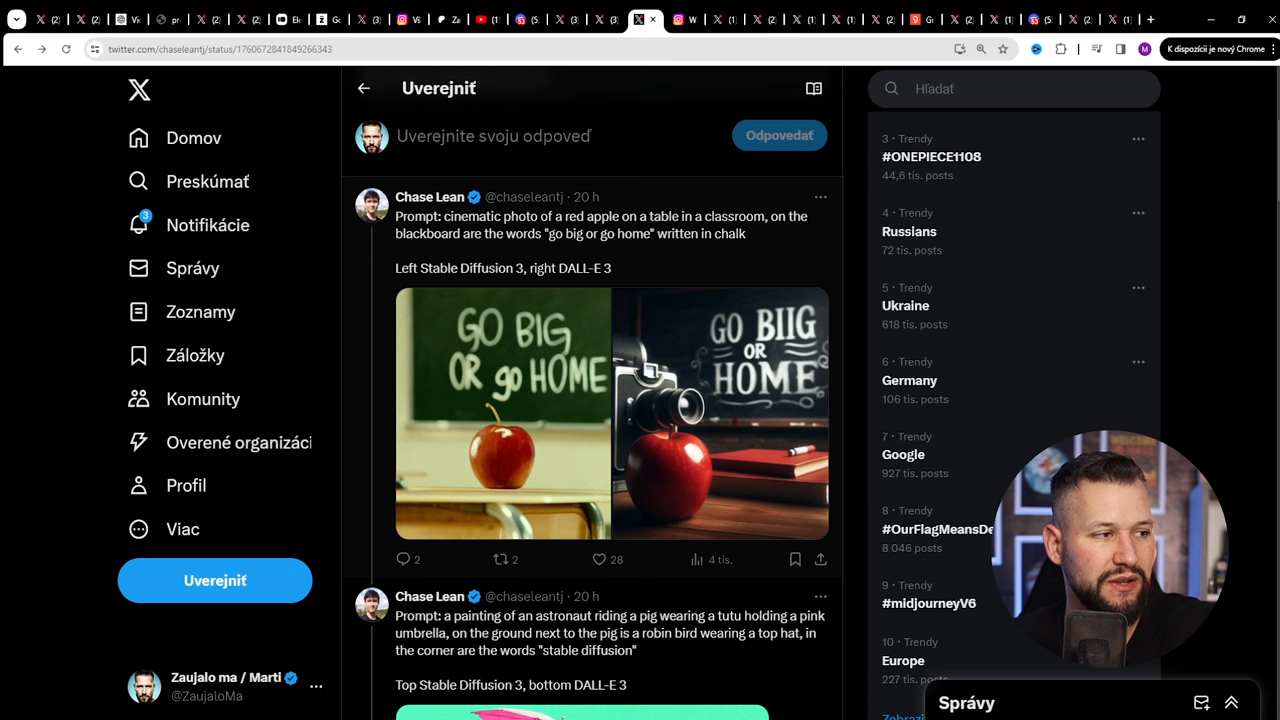 K dispozícii je nový Chrome
twitter.com/chaseleantj/status/1760672841849266343
Domov
Preskúmať
3
Notifikácie
Správy
Zoznamy
Záložky
Komunity
Overené organizáci
Profil
Viac
Uverejniť
Zaujalo ma / Marti
@ZaujaloMa
Uverejniť
Uverejnite svoju odpoveď
Odpovedať
Chase Lean @chaseleantj · 20 h
Prompt: cinematic photo of a red apple on a table in a classroom, on the
blackboard are the words "go big or go home" written in chalk
Left Stable Diffusion 3, right DALL-E 3
GO BIG
OR go HOME
GO BIIG
OR
HOME
2
2
28
4 tis.
Chase Lean @chaseleantj · 20 h
Prompt: a painting of an astronaut riding a pig wearing a tutu holding a pink
umbrella, on the ground next to the pig is a robin bird wearing a top hat, in
the corner are the words "stable diffusion"
Top Stable Diffusion 3, bottom DALL-E 3
Hľadať
3 · Trendy
#ONEPIECE1108
44,6 tis. posts
4 · Trendy
Russians
72 tis. posts
5 · Trendy
Ukraine
618 tis. posts
6 · Trendy
Germany
106 tis. posts
7 · Trendy
Google
927 tis. posts
8 · Trendy
#OurFlagMeansDe
8 046 posts
9 · Trendy
#midjourneyV6
10 · Trendy
Europe
227 tis. posts
Správy